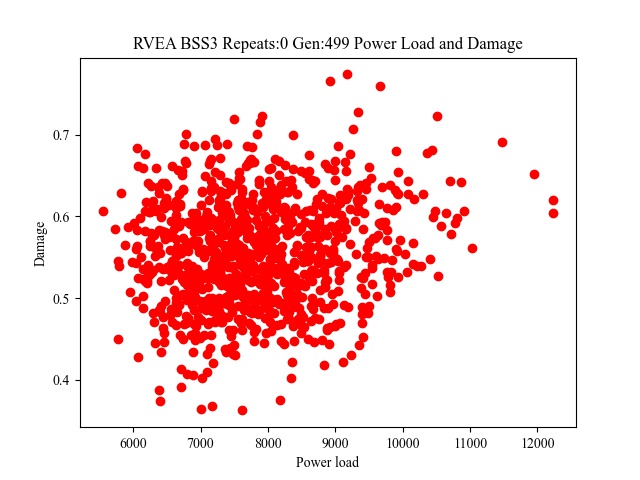 RVEA BSS3 Repeats:0 Gen:499 Power Load and Damage
0.7
0.6
0.5
0.4
Damage
6000 7000 8000 9000 10000 11000 12000
Power load